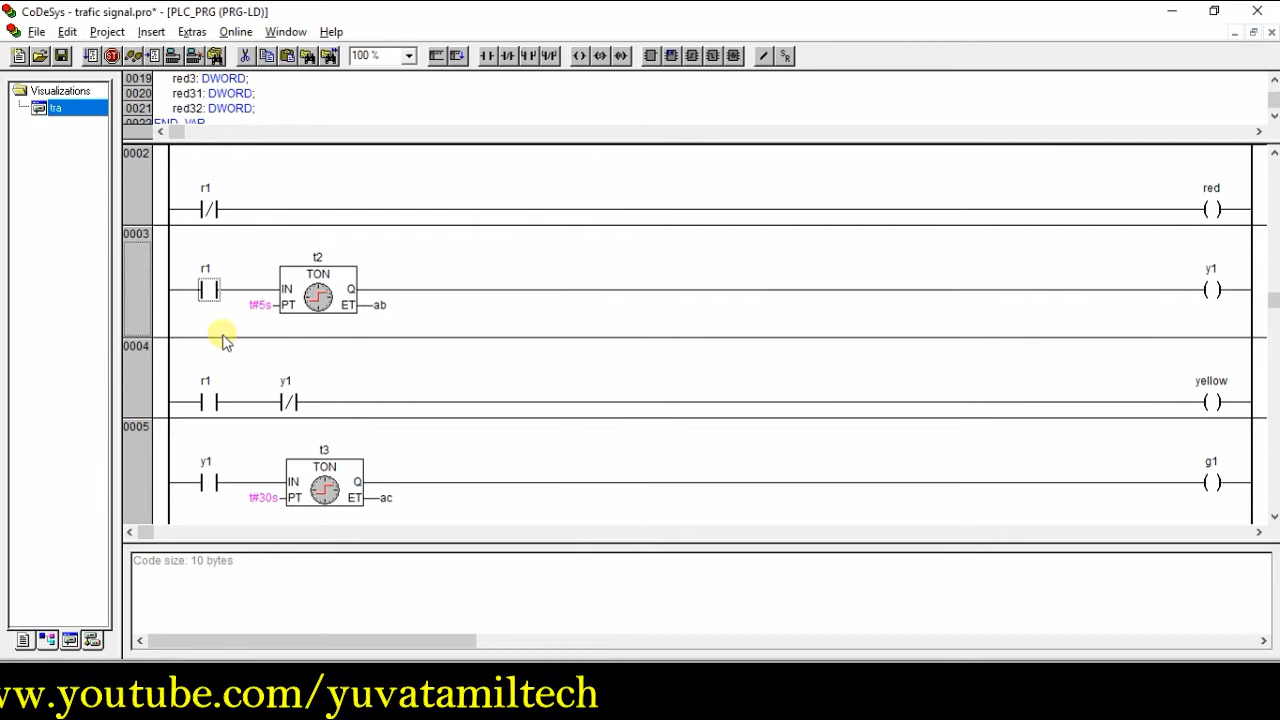 CoDeSys - trafic signal.pro* - [PLC_PRG (PRG-LD)]
File Edit Project Insert Extras Online Window Help
100 %
Visualizations
tra
0019 red3: DWORD;
0020 red31: DWORD;
0021 red32: DWORD;
0022 END_VAR
0002
r1 red
0003
t2
r1 TON y1
IN Q
t#5s PT ET ab
0004
r1 y1 yellow
0005
t3
y1 TON g1
IN Q
t#30s PT ET ac
Code size: 10 bytes
ww.youtube.com/yuvatamiltech